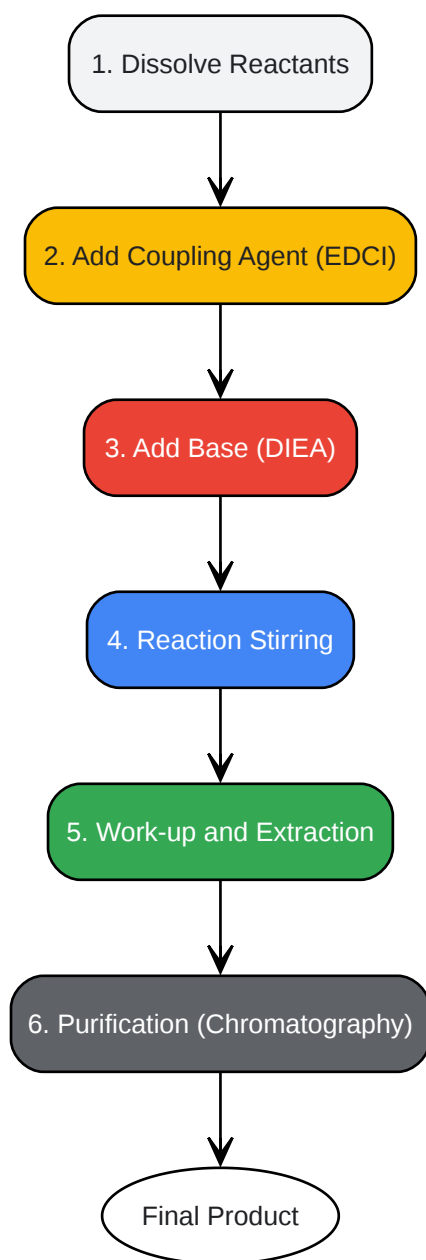 1. Dissolve Reactants
2. Add Coupling Agent (EDCI)
3. Add Base (DIEA)
4. Reaction Stirring
5. Work-up and Extraction
6. Purification (Chromatography)
Final Product